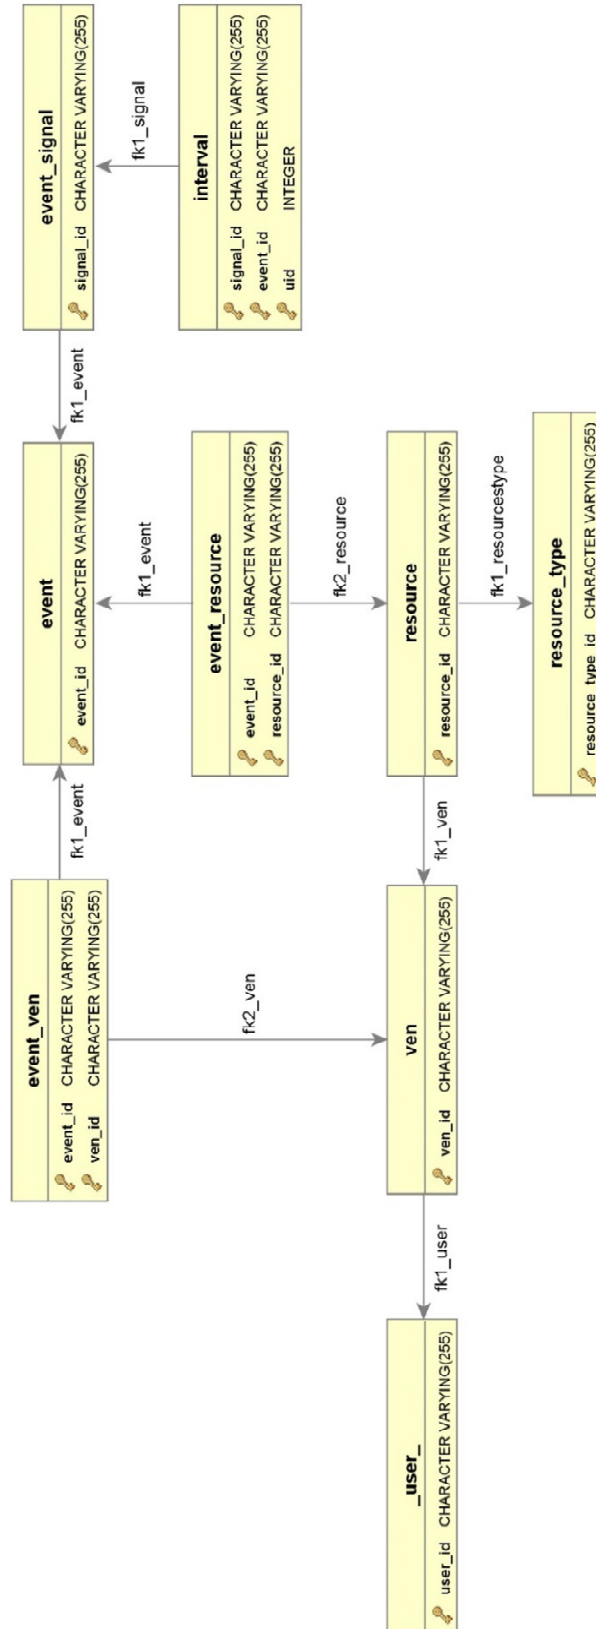 _user_
user_id CHARACTER VARYING(255)
fk1_user
event_ven
event_id CHARACTER VARYING(255)
ven_id CHARACTER VARYING(255)
fk1_event
fk2_ven
ven
ven_id CHARACTER VARYING(255)
fk1_ven
event
event_id CHARACTER VARYING(255)
fk1_event
event_resource
event_id CHARACTER VARYING(255)
resource_id CHARACTER VARYING(255)
fk2_resource
resource
resource_id CHARACTER VARYING(255)
fk1_resourcestype
resource_type
resource_type_id CHARACTER VARYING(255)
fk1_event
event_signal
signal_id CHARACTER VARYING(255)
fk1_signal
interval
signal_id CHARACTER VARYING(255)
event_id CHARACTER VARYING(255)
uid INTEGER